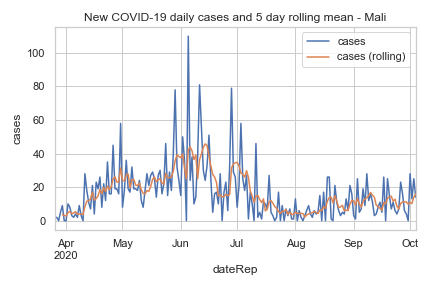 New COVID-19 daily cases and 5 day rolling mean - Mali
cases
cases (rolling)
100
80
60
40
20
0
cases
Apr
2020
May
Jun
Jul
Aug
Sep
Oct
dateRep